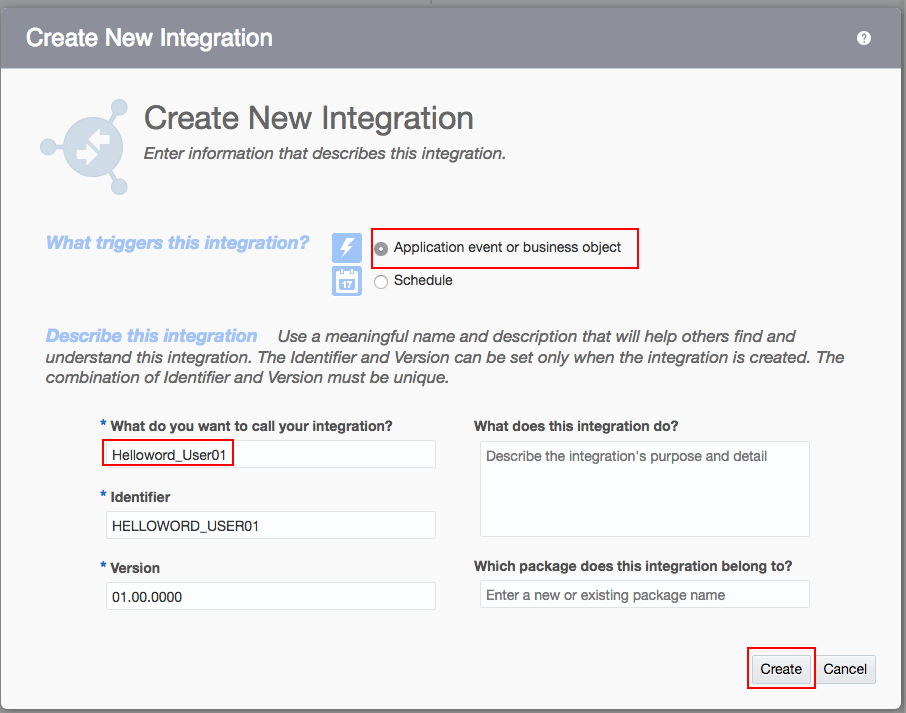 Create New Integration
?
Create New Integration
Enter information that describes this integration.
What triggers this integration?
Application event or business object
17
Schedule
Describe this integration Use a meaningful name and description that will help others find and
understand this integration. The Identifier and Version can be set only when the integration is created. The
combination of Identifier and Version must be unique.
* What do you want to call your integration?
Helloword_User01
* Identifier
HELLOWORD_USER01
* Version
01.00.0000
What does this integration do?
Describe the integration's purpose and detail
Which package does this integration belong to?
Enter a new or existing package name
Create
Cancel